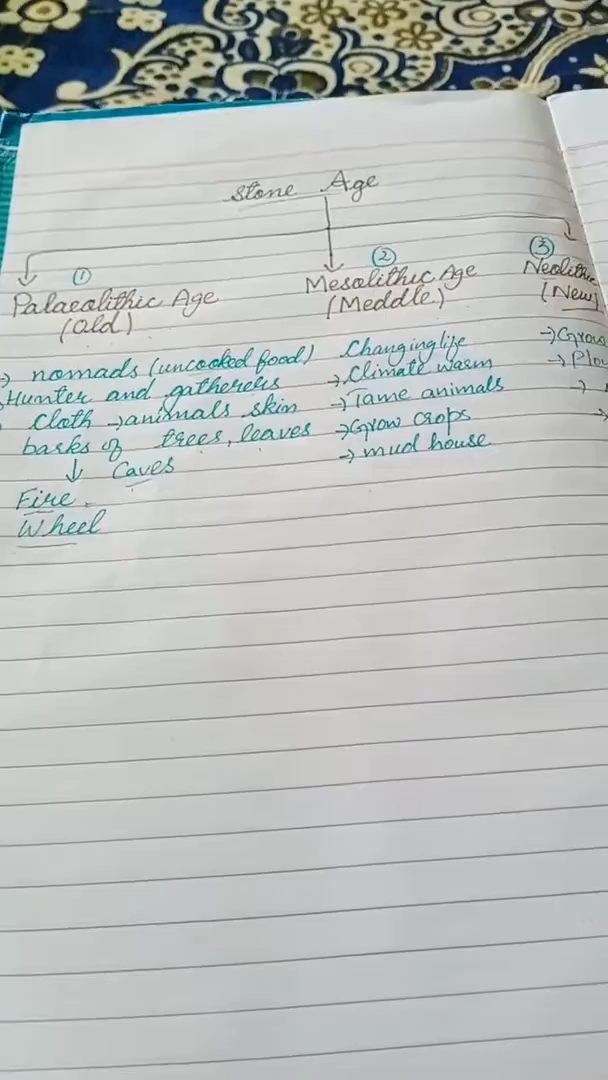 Stone Age
① 
Palaeolithic Age
(Old)
→ nomads (uncooked food)
Hunter and gatherers
cloth → animals skin
barks of trees, leaves
↓ Caves
Fire.
Wheel
②
Mesolithic Age
(Meddle)
Changing life
→ Climate warm
→ Tame animals
→ Grow crops
→ mud house
③
Neolithic
(New)
→ Grow
→
→
→